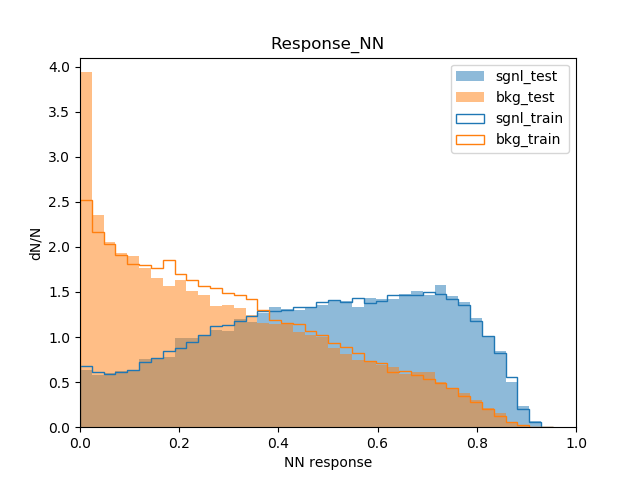 Response_NN
sgnl_test
bkg_test
sgnl_train
bkg_train
dN/N
4.0
3.5
3.0
2.5
2.0
1.5
1.0
0.5
0.0
0.0 0.2 0.4 0.6 0.8 1.0
NN response